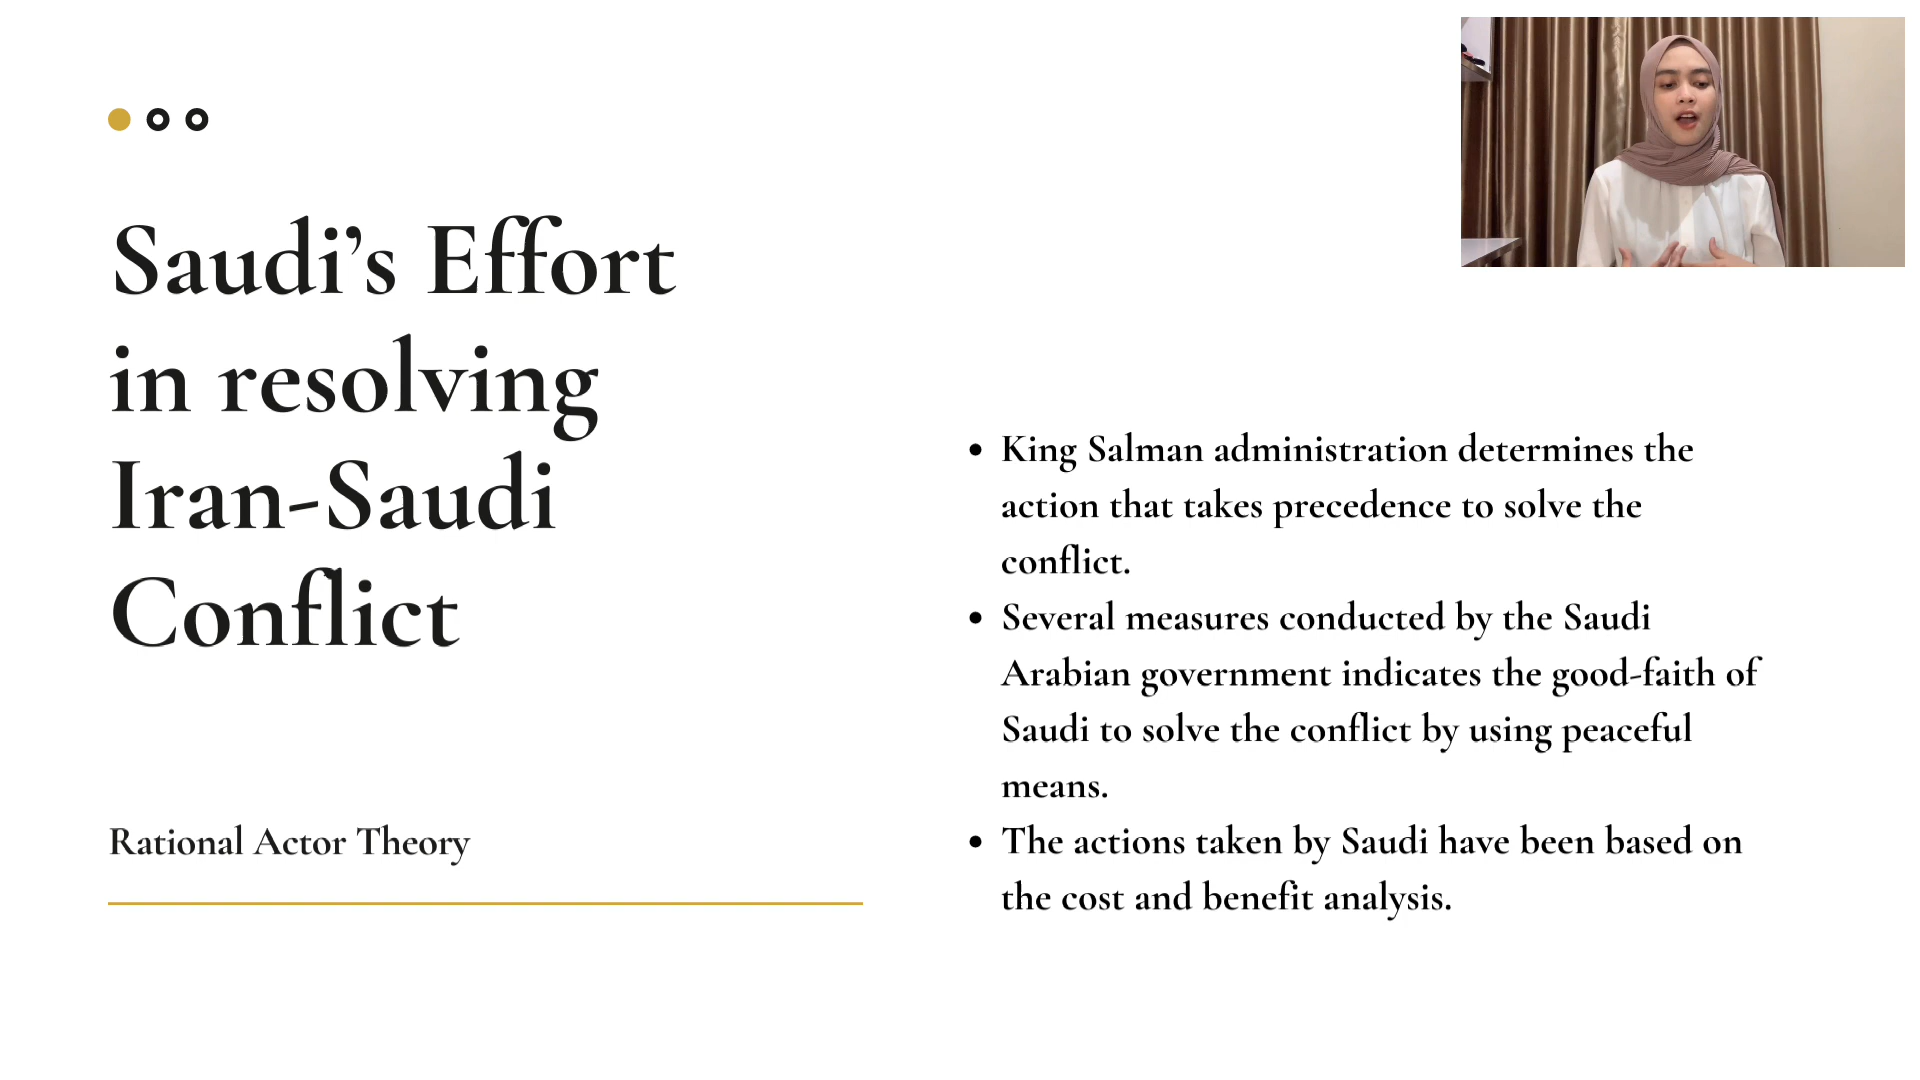 Saudi’s Effort
in resolving
Iran-Saudi
Conflict
Rational Actor Theory
• King Salman administration determines the
action that takes precedence to solve the
conflict.
• Several measures conducted by the Saudi
Arabian government indicates the good-faith of
Saudi to solve the conflict by using peaceful
means.
• The actions taken by Saudi have been based on
the cost and benefit analysis.